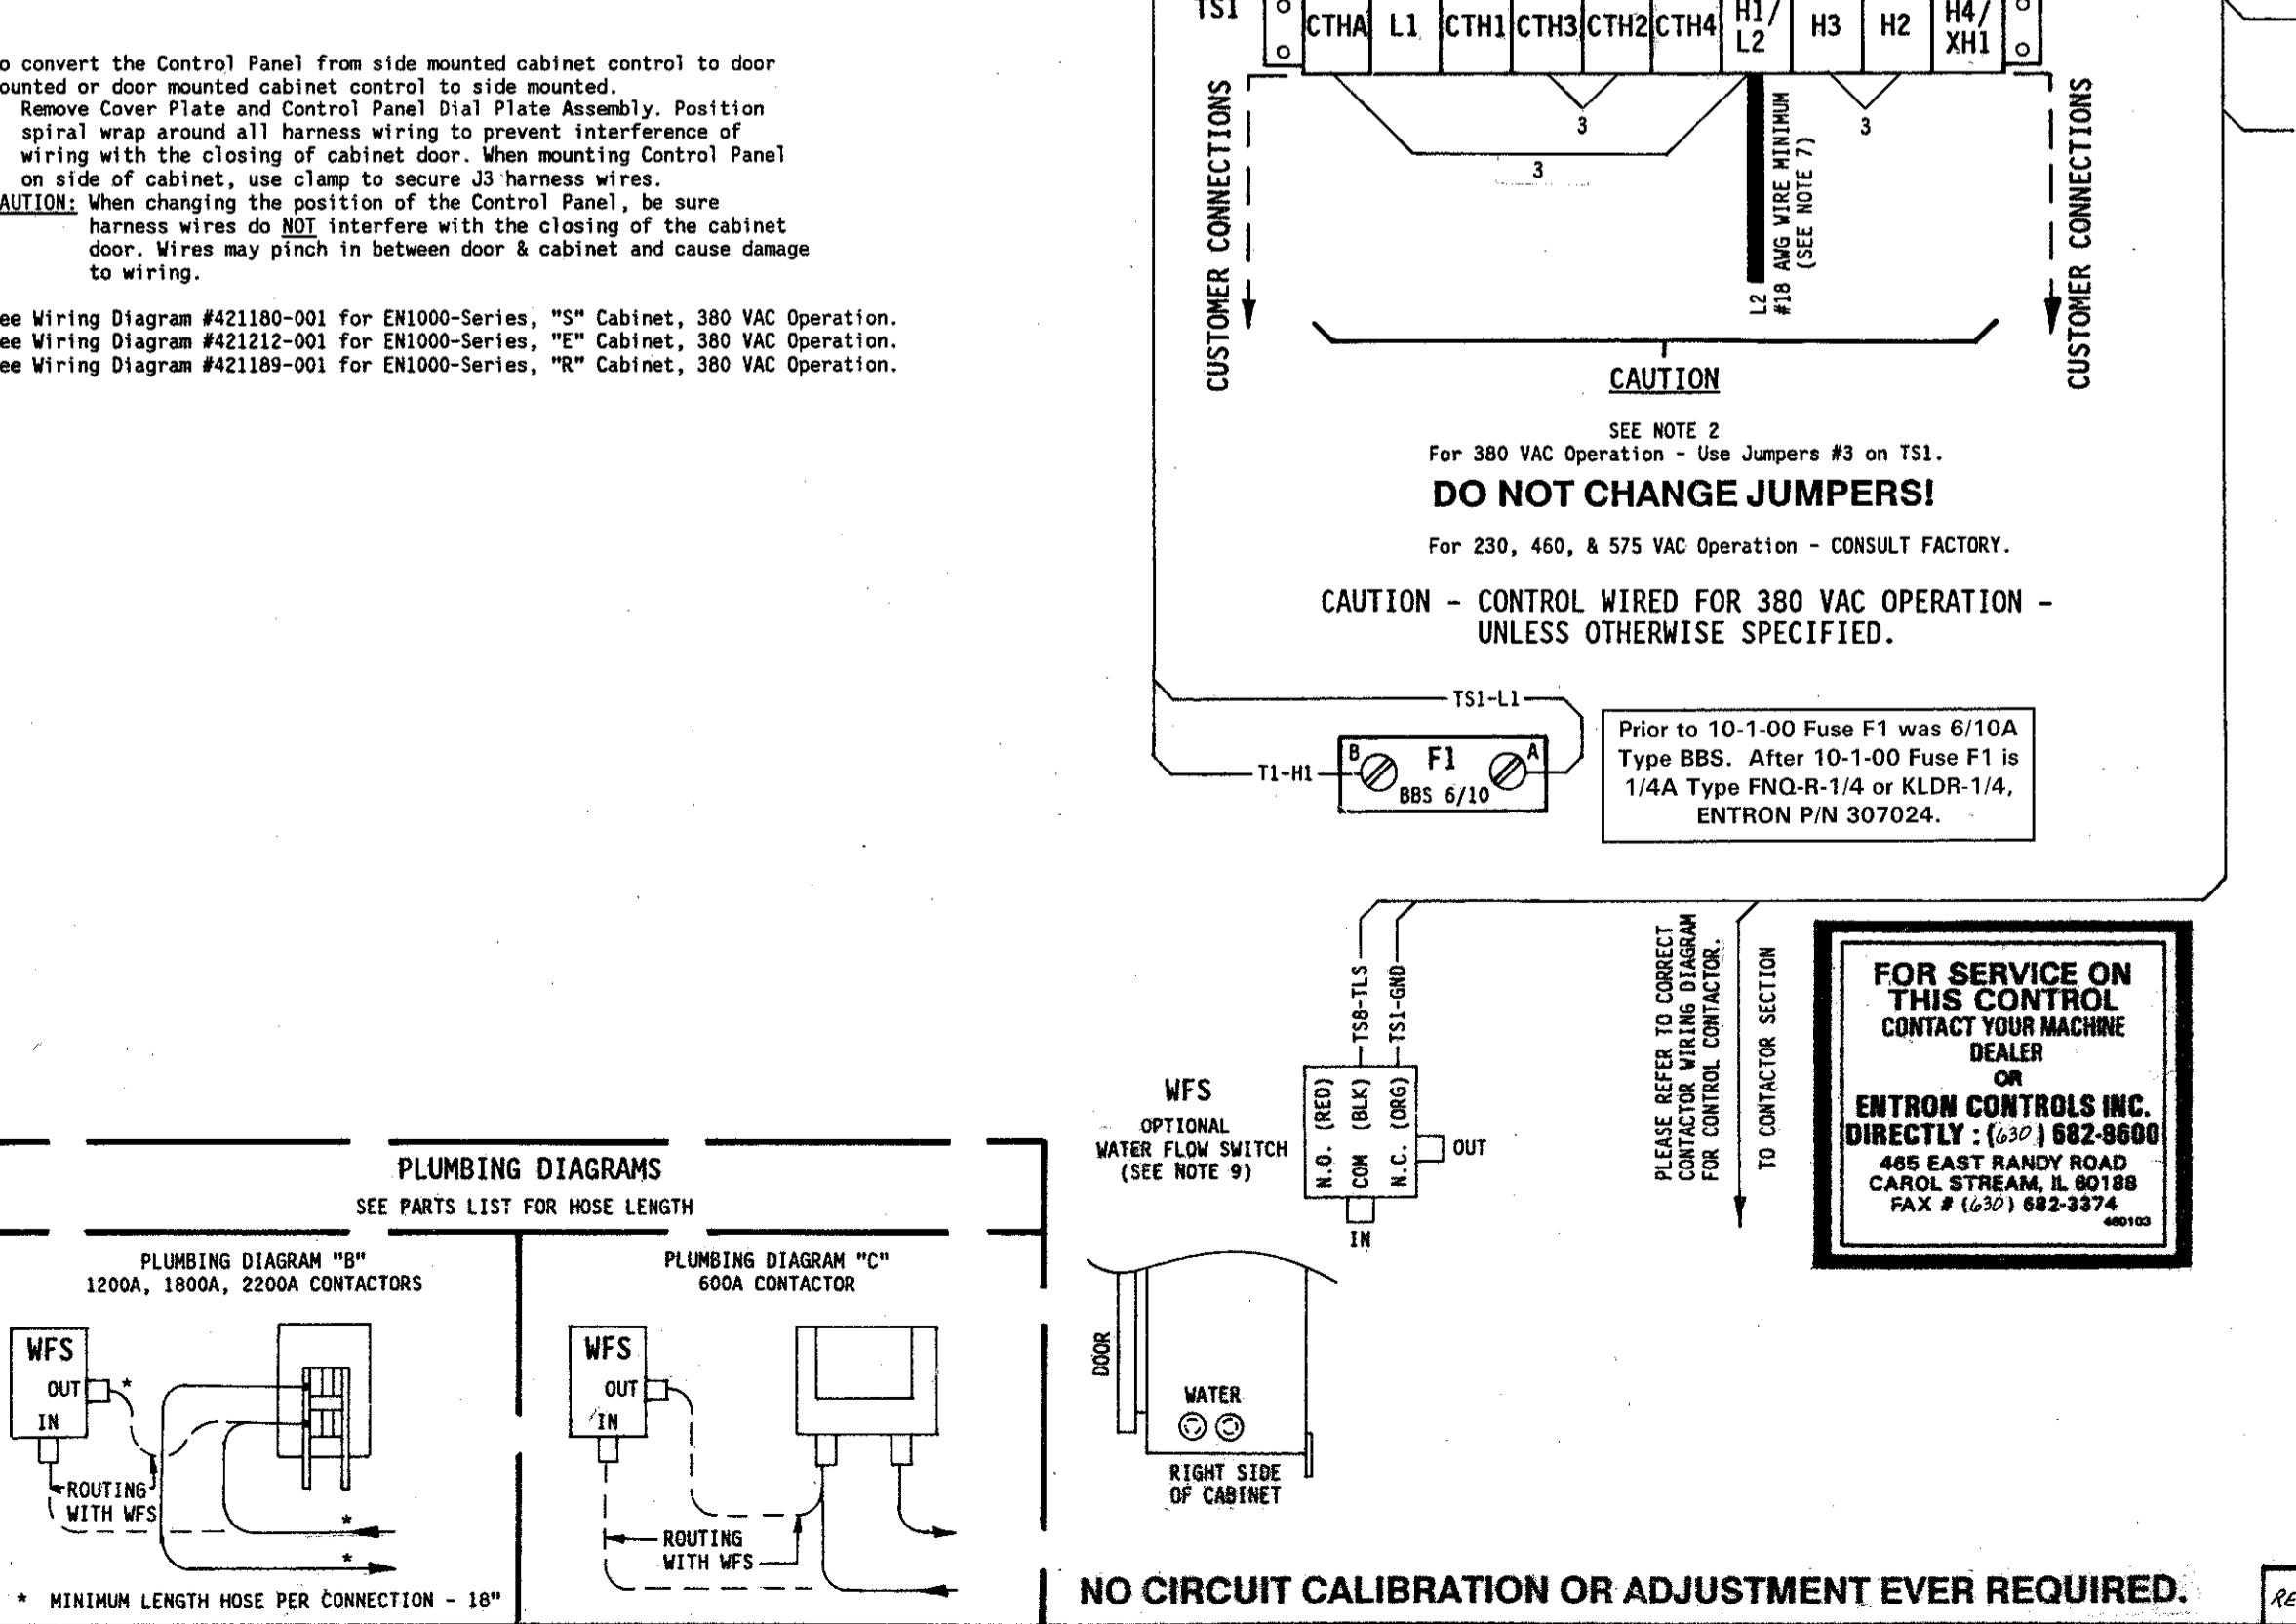 o convert the Control Panel from side mounted cabinet control to door
ounted or door mounted cabinet control to side mounted.
Remove Cover Plate and Control Panel Dial Plate Assembly. Position
spiral wrap around all harness wiring to prevent interference of
wiring with the closing of cabinet door. When mounting Control Panel
on side of cabinet, use clamp to secure J3 harness wires.
AUTION: When changing the position of the Control Panel, be sure
harness wires do NOT interfere with the closing of the cabinet
door. Wires may pinch in between door & cabinet and cause damage
to wiring.
ee Wiring Diagram #421180-001 for EN1000-Series, "S" Cabinet, 380 VAC Operation.
ee Wiring Diagram #421212-001 for EN1000-Series, "E" Cabinet, 380 VAC Operation.
ee Wiring Diagram #421189-001 for EN1000-Series, "R" Cabinet, 380 VAC Operation.
TS1
CTHA L1 CTH1 CTH3 CTH2 CTH4 H1/ L2 H3 H2 H4/ XH1
CUSTOMER CONNECTIONS
3
3
3
L2
#18 AWG WIRE MINIMUM
(SEE NOTE 7)
CUSTOMER CONNECTIONS
CAUTION
SEE NOTE 2
For 380 VAC Operation - Use Jumpers #3 on TS1.
DO NOT CHANGE JUMPERS!
For 230, 460, & 575 VAC Operation - CONSULT FACTORY.
CAUTION - CONTROL WIRED FOR 380 VAC OPERATION -
UNLESS OTHERWISE SPECIFIED.
TS1-L1
T1-H1
B F1 A
BBS 6/10
Prior to 10-1-00 Fuse F1 was 6/10A
Type BBS. After 10-1-00 Fuse F1 is
1/4A Type FNQ-R-1/4 or KLDR-1/4,
ENTRON P/N 307024.
TS8-TLS
TS1-GND
WFS
OPTIONAL
WATER FLOW SWITCH
(SEE NOTE 9)
N.O. (RED)
COM (BLK)
N.C. (ORG)
OUT
IN
PLEASE REFER TO CORRECT
CONTACTOR WIRING DIAGRAM
FOR CONTROL CONTACTOR.
TO CONTACTOR SECTION
FOR SERVICE ON
THIS CONTROL
CONTACT YOUR MACHINE
DEALER
OR
ENTRON CONTROLS INC.
DIRECTLY : (630) 682-9600
465 EAST RANDY ROAD
CAROL STREAM, IL 60188
FAX # (630) 682-3374
460103
PLUMBING DIAGRAMS
SEE PARTS LIST FOR HOSE LENGTH
PLUMBING DIAGRAM "B"
1200A, 1800A, 2200A CONTACTORS
WFS
OUT *
IN
ROUTING
WITH WFS
*
*
* MINIMUM LENGTH HOSE PER CONNECTION - 18"
PLUMBING DIAGRAM "C"
600A CONTACTOR
WFS
OUT
IN
ROUTING
WITH WFS
DOOR
WATER
RIGHT SIDE
OF CABINET
NO CIRCUIT CALIBRATION OR ADJUSTMENT EVER REQUIRED.
RE